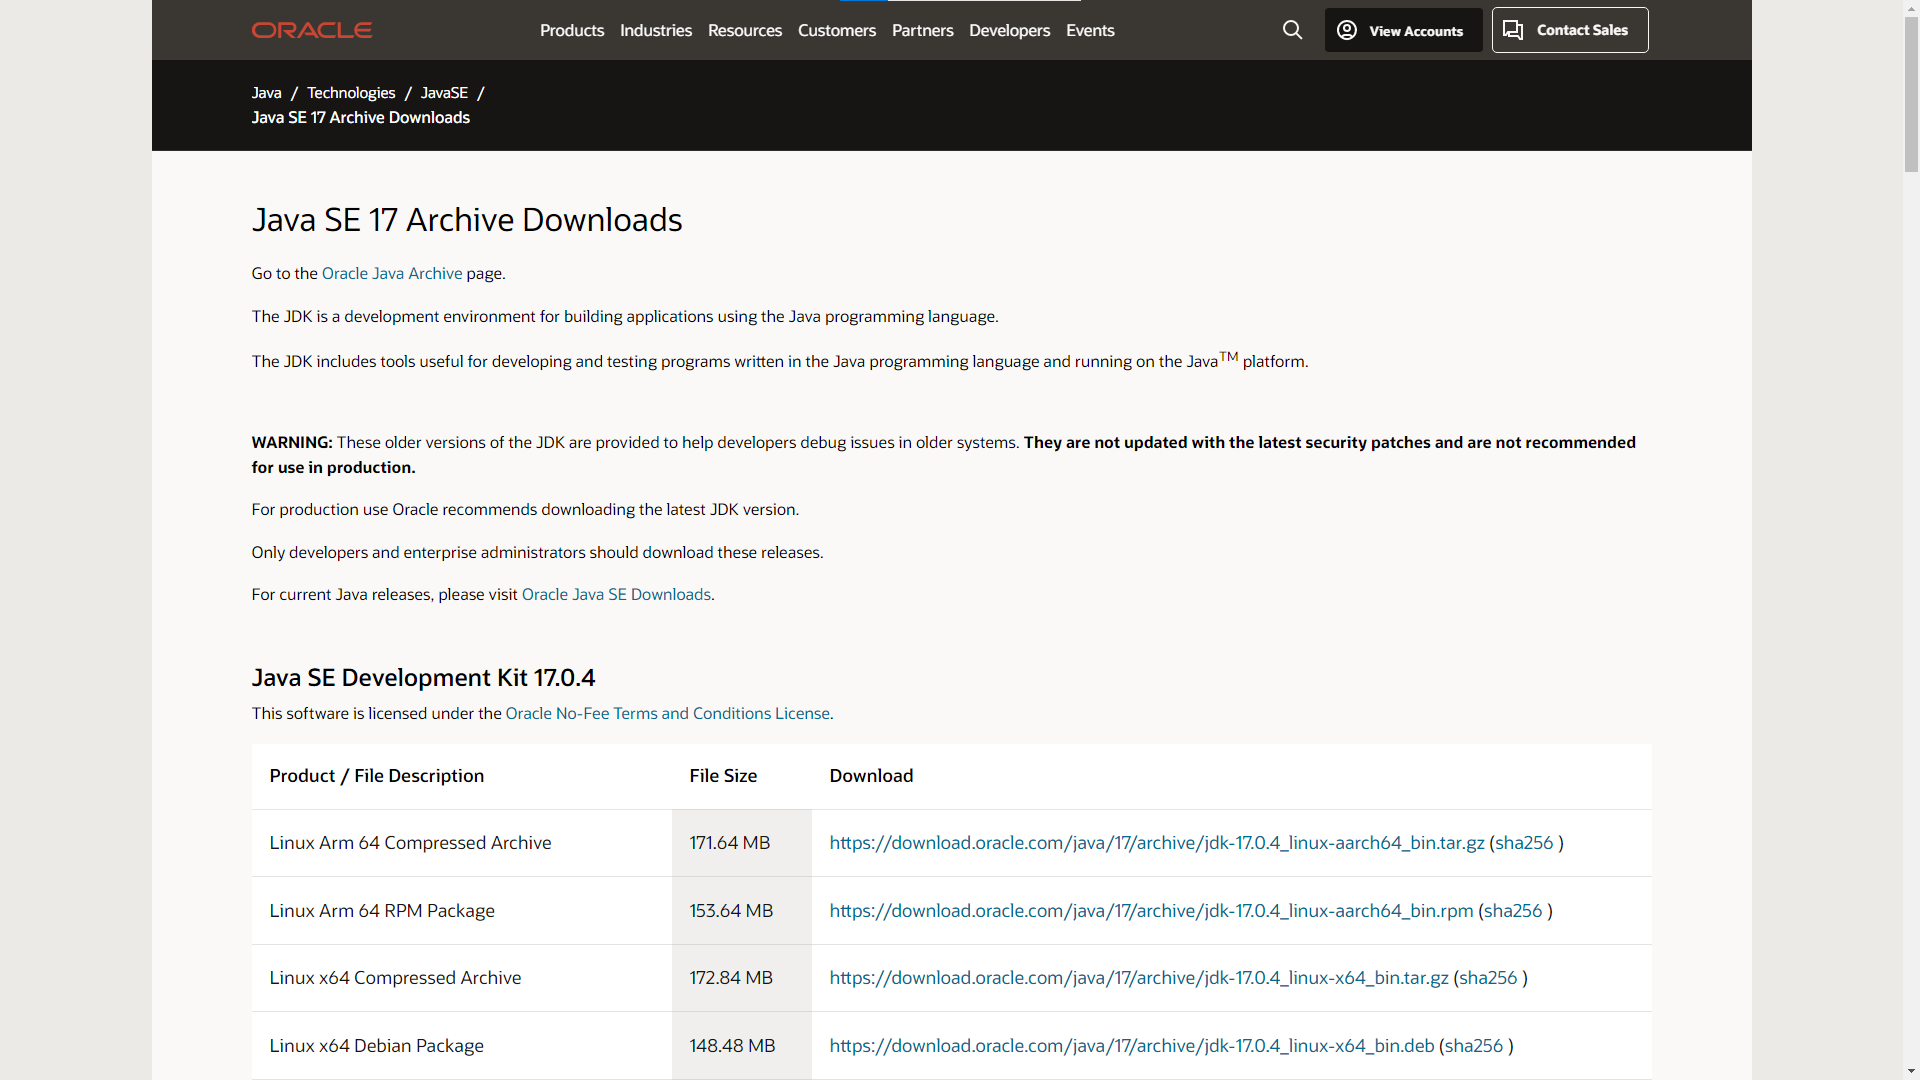 ORACLE Products Industries Resources Customers Partners Developers Events View Accounts Contact Sales
Java / Technologies / JavaSE /
Java SE 17 Archive Downloads
Java SE 17 Archive Downloads
Go to the Oracle Java Archive page.
The JDK is a development environment for building applications using the Java programming language.
The JDK includes tools useful for developing and testing programs written in the Java programming language and running on the Java™ platform.
WARNING: These older versions of the JDK are provided to help developers debug issues in older systems. They are not updated with the latest security patches and are not recommended
for use in production.
For production use Oracle recommends downloading the latest JDK version.
Only developers and enterprise administrators should download these releases.
For current Java releases, please visit Oracle Java SE Downloads.
Java SE Development Kit 17.0.4
This software is licensed under the Oracle No-Fee Terms and Conditions License.
Product / File Description File Size Download
Linux Arm 64 Compressed Archive 171.64 MB https://download.oracle.com/java/17/archive/jdk-17.0.4_linux-aarch64_bin.tar.gz (sha256 )
Linux Arm 64 RPM Package 153.64 MB https://download.oracle.com/java/17/archive/jdk-17.0.4_linux-aarch64_bin.rpm (sha256 )
Linux x64 Compressed Archive 172.84 MB https://download.oracle.com/java/17/archive/jdk-17.0.4_linux-x64_bin.tar.gz (sha256 )
Linux x64 Debian Package 148.48 MB https://download.oracle.com/java/17/archive/jdk-17.0.4_linux-x64_bin.deb (sha256 )